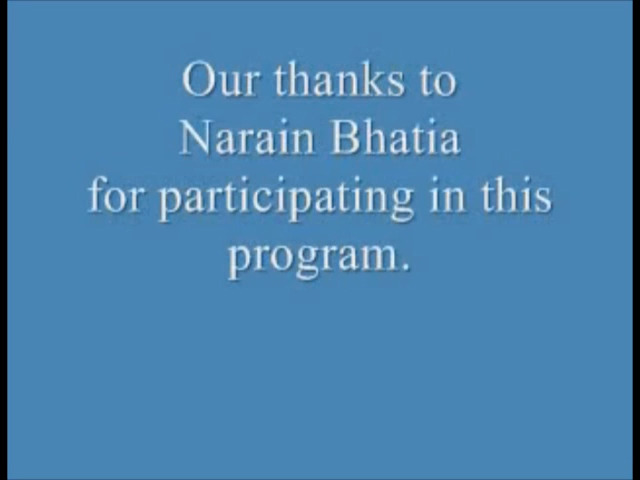 Our thanks to
Narain Bhatia
for participating in this
program.